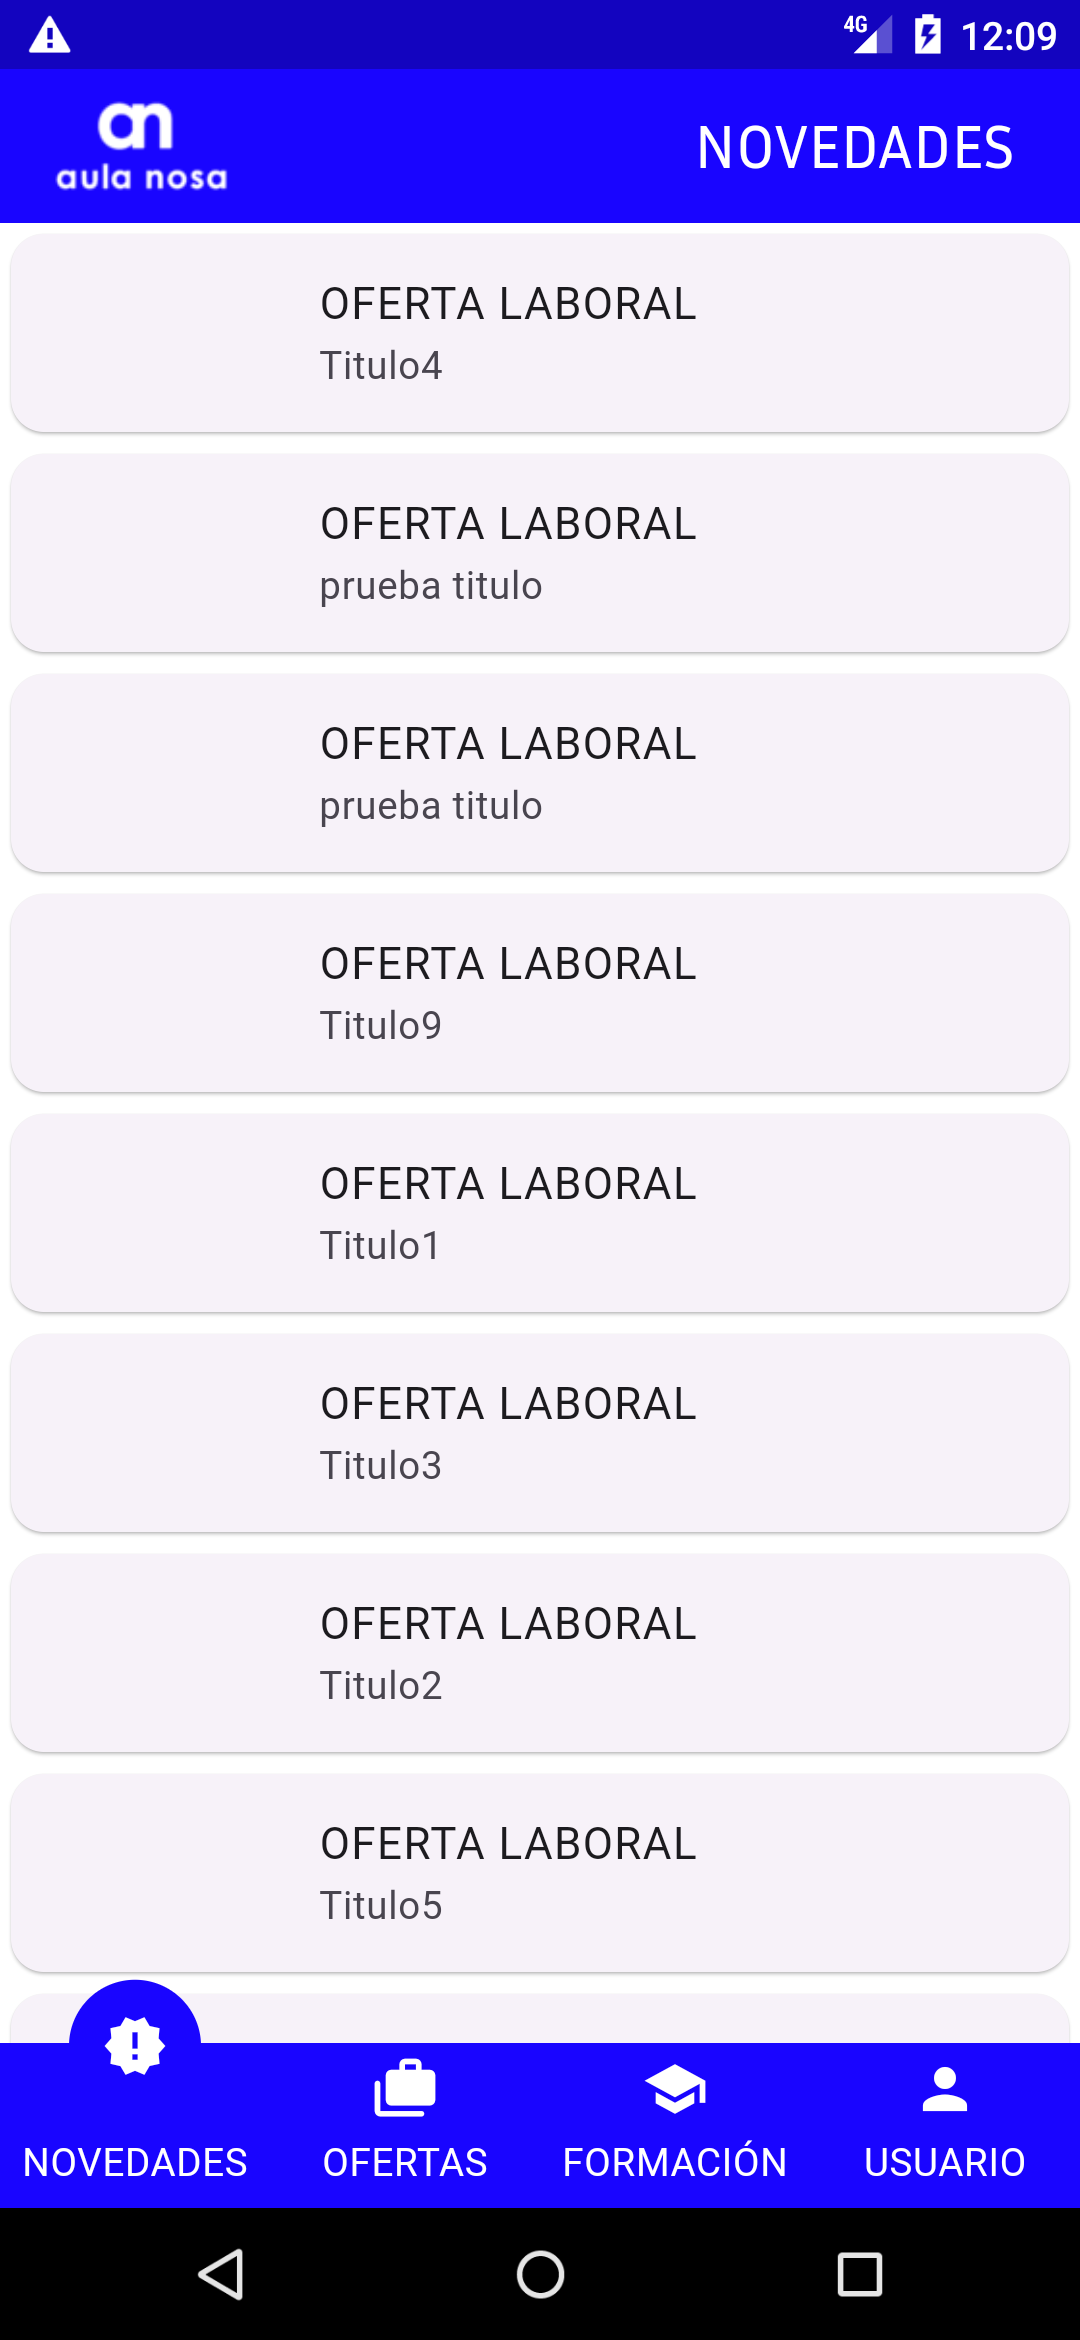 4G 12:09
an
aula nosa
NOVEDADES
OFERTA LABORAL
Titulo4
OFERTA LABORAL
prueba titulo
OFERTA LABORAL
prueba titulo
OFERTA LABORAL
Titulo9
OFERTA LABORAL
Titulo1
OFERTA LABORAL
Titulo3
OFERTA LABORAL
Titulo2
OFERTA LABORAL
Titulo5
NOVEDADES
OFERTAS
FORMACIÓN
USUARIO